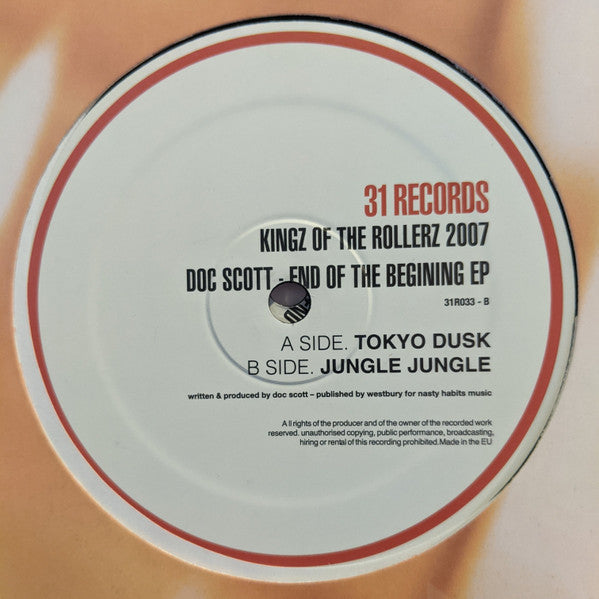 31 RECORDS
KINGZ OF THE ROLLERZ 2007
DOC SCOTT - END OF THE BEGINING EP
31R033 - B
A SIDE. TOKYO DUSK
B SIDE. JUNGLE JUNGLE
written & produced by doc scott – published by westbury for nasty habits music
A ll rights of the producer and of the owner of the recorded work
reserved. unauthorised copying, public performance, broadcasting,
hiring or rental of this recording prohibited. Made in the EU